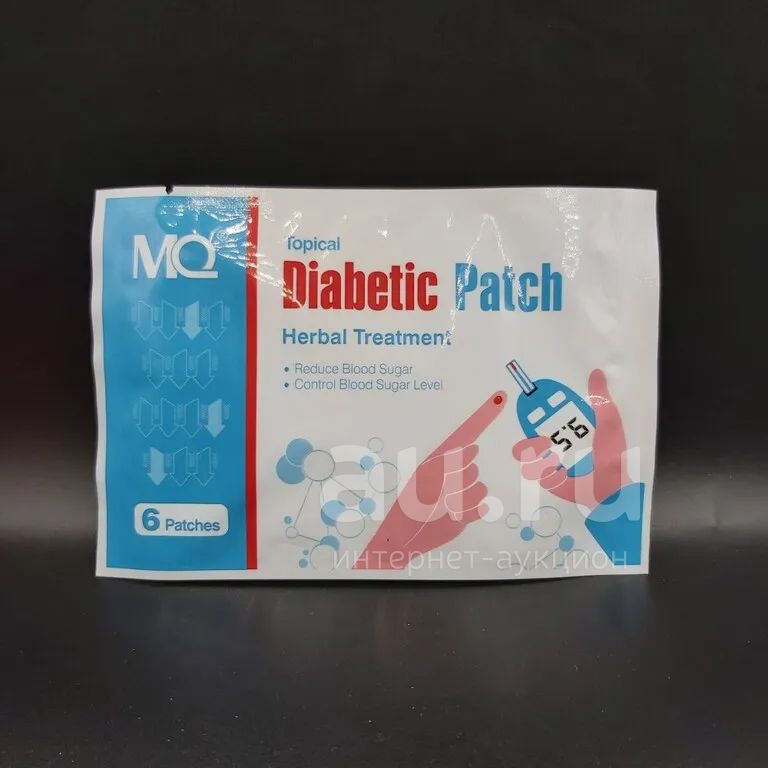 MQ
Topical
Diabetic Patch
Herbal Treatment
• Reduce Blood Sugar
• Control Blood Sugar Level
5.6
6 Patches
au.ru
интернет-аукцион